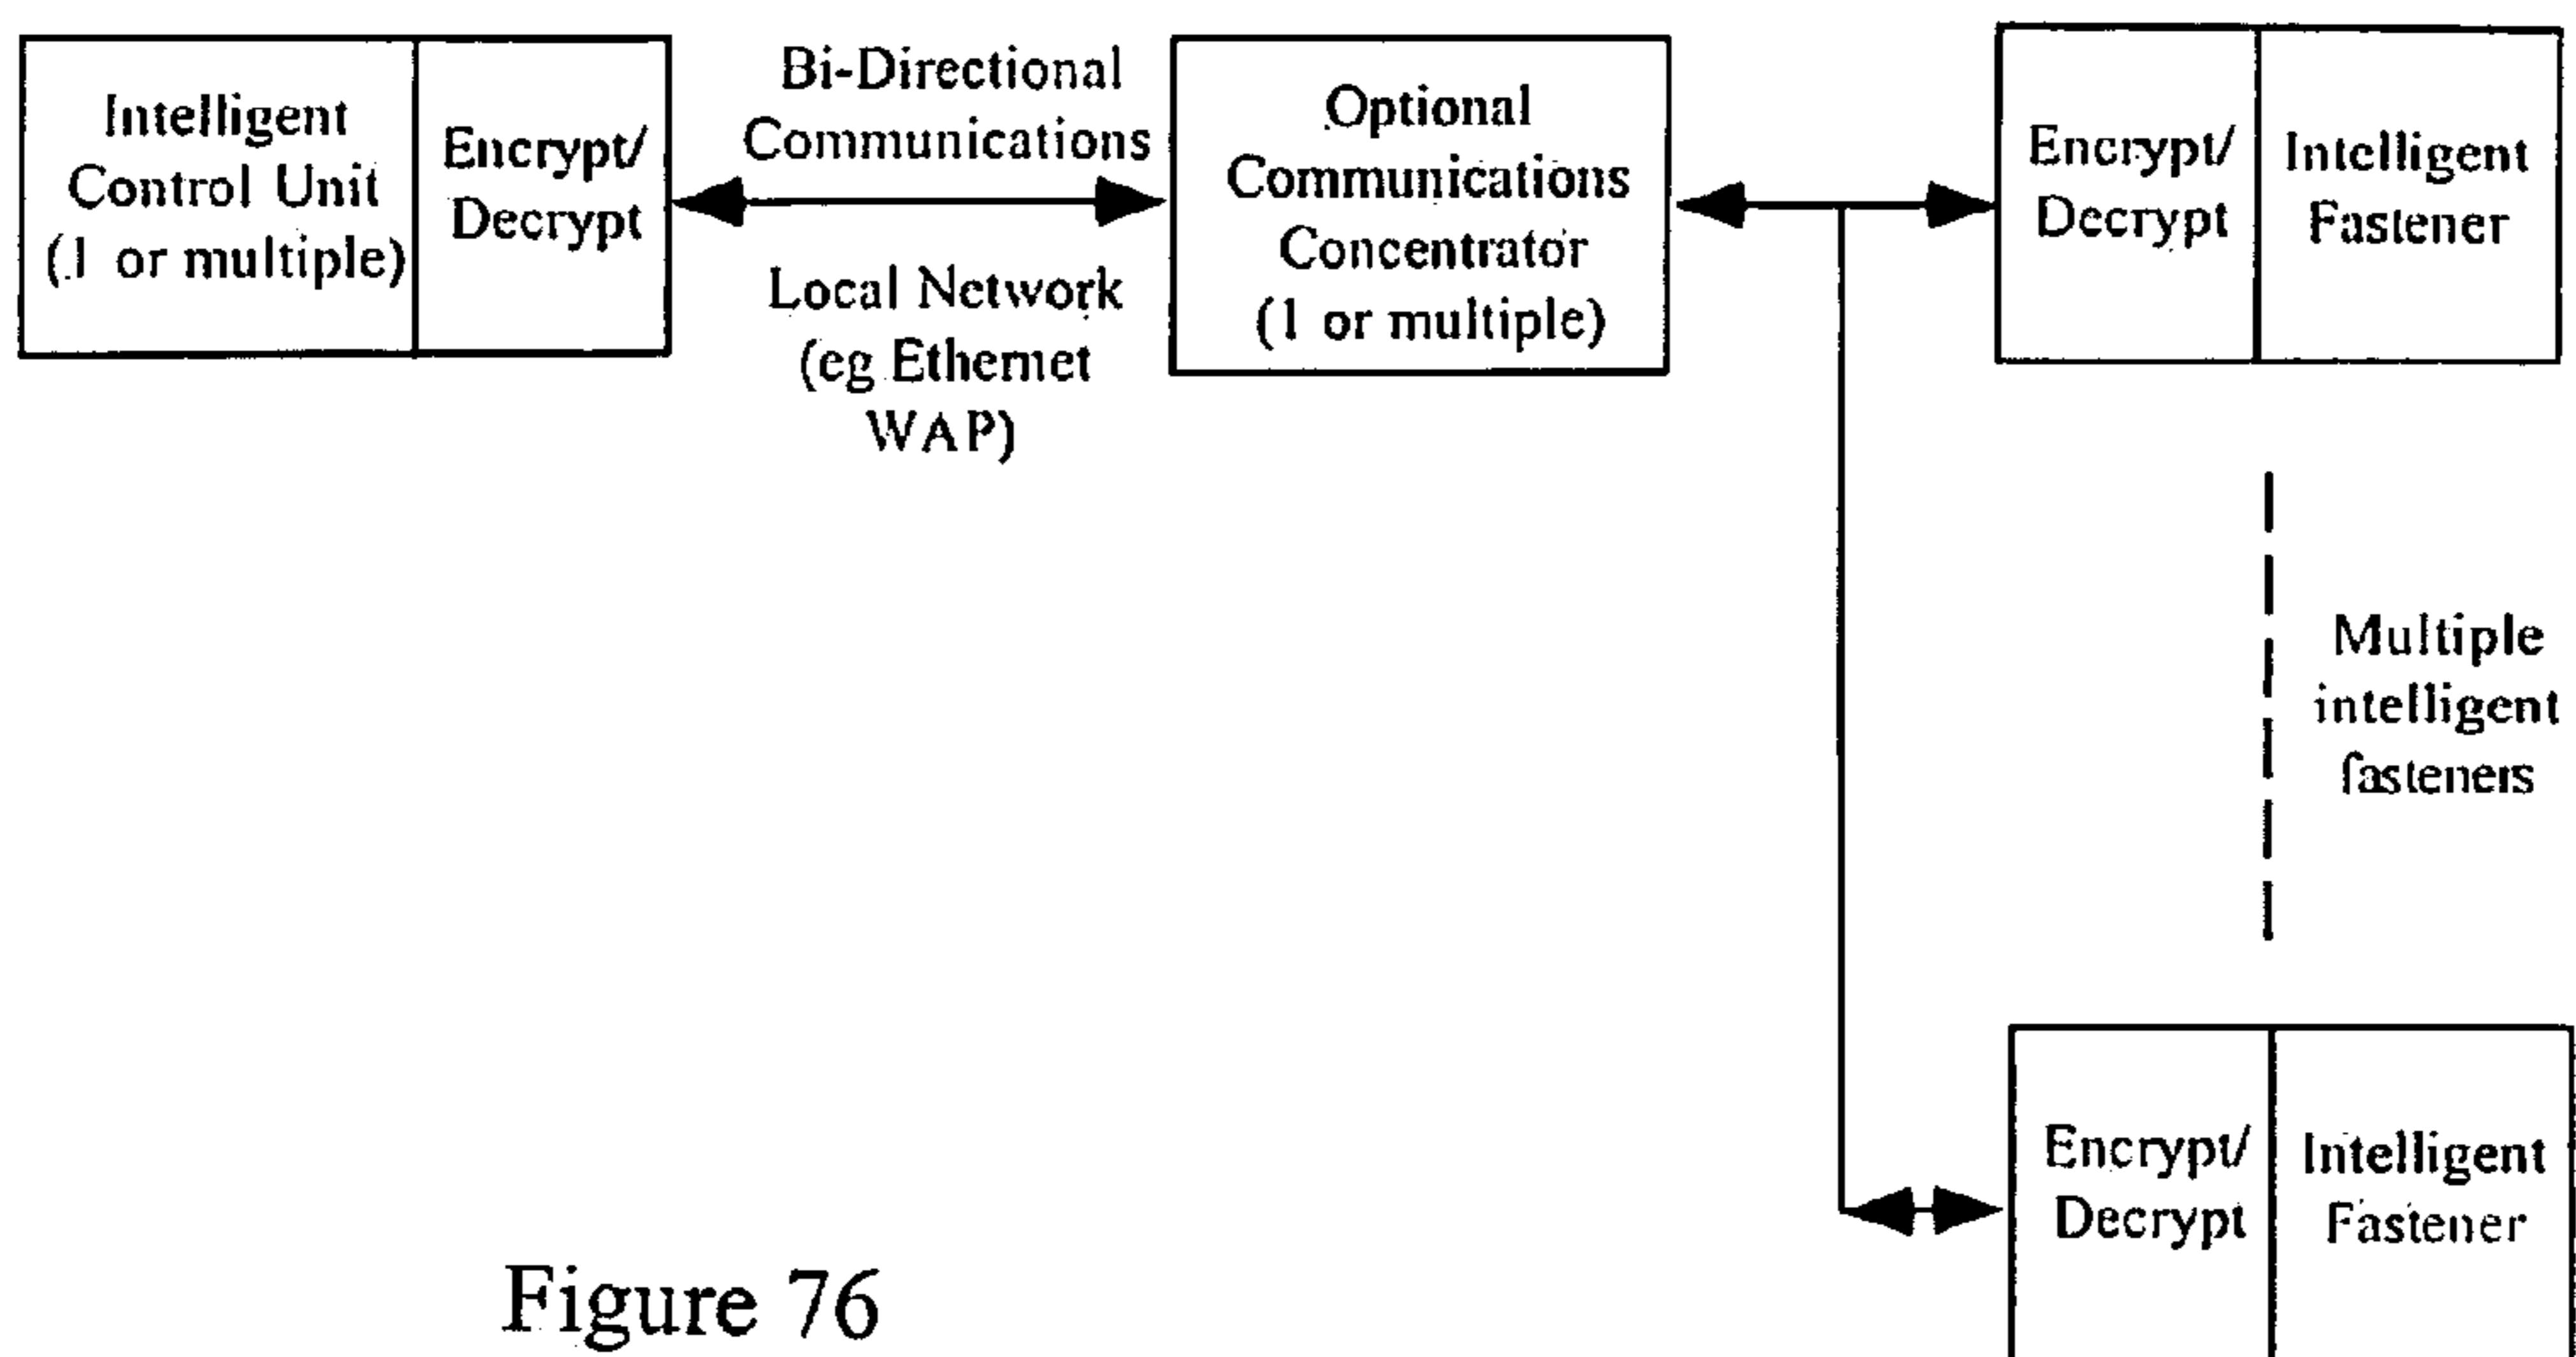 Intelligent
Control Unit
(1 or multiple)
Encrypt/
Decrypt
Bi-Directional
Communications
Local Network
(eg Ethernet
WAP)
Optional
Communications
Concentrator
(1 or multiple)
Encrypt/
Decrypt
Intelligent
Fastener
Multiple
intelligent
fasteners
Encrypt/
Decrypt
Intelligent
Fastener
Figure 76